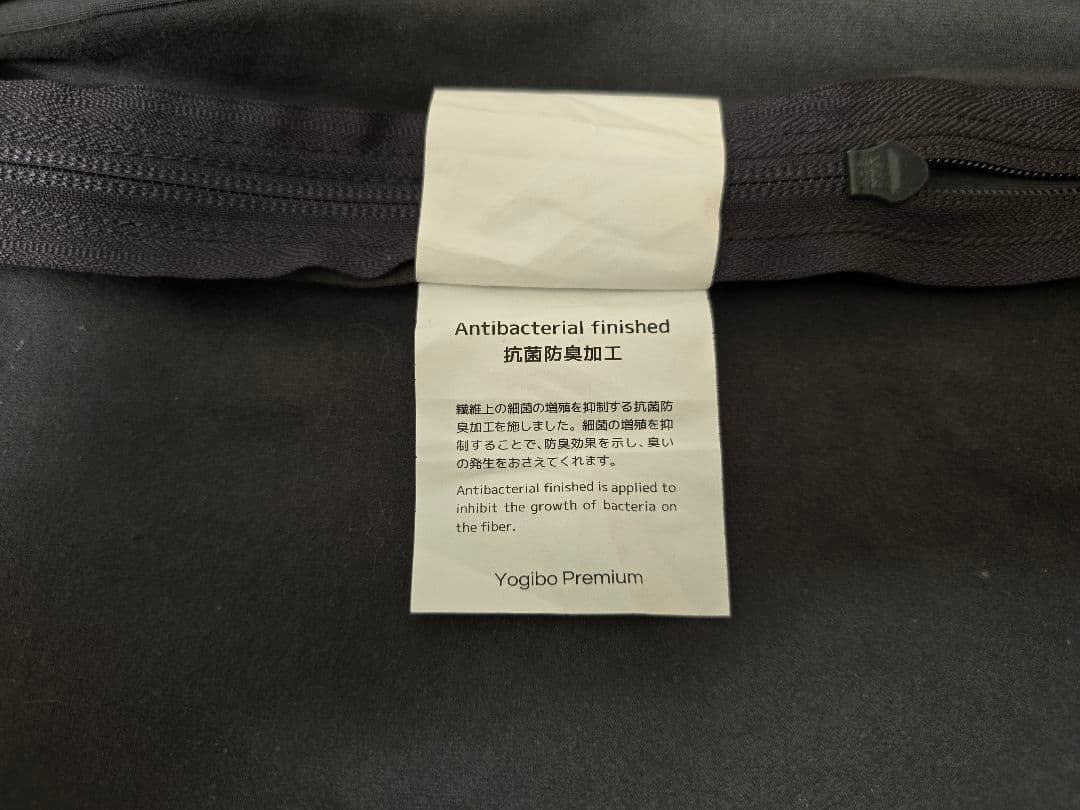 Antibacterial finished
抗菌防臭加工
繊維上の細菌の増殖を抑制する抗菌防
臭加工を施しました。細菌の増殖を抑
制することで、防臭効果を示し、臭い
の発生をおさえてくれます。
Antibacterial finished is applied to
inhibit the growth of bacteria on
the fiber.
Yogibo Premium